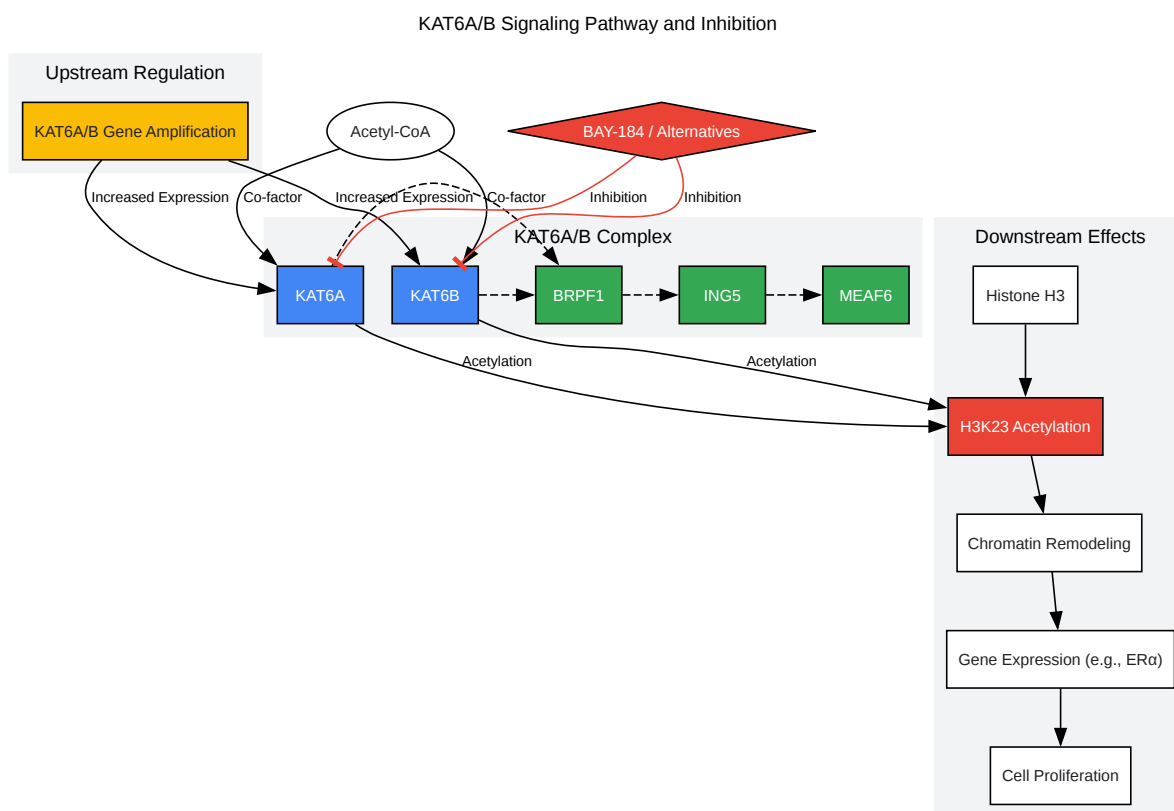 KAT6A/B Signaling Pathway and Inhibition
Upstream Regulation
KAT6A/B Gene Amplification
Acetyl-CoA
BAY-184 / Alternatives
Increased Expression
Co-factor
Increased Expression
Co-factor
Inhibition
Inhibition
KAT6A/B Complex
Downstream Effects
KAT6A
KAT6B
BRPF1
ING5
MEAF6
Histone H3
Acetylation
Acetylation
H3K23 Acetylation
Chromatin Remodeling
Gene Expression (e.g., ERα)
Cell Proliferation